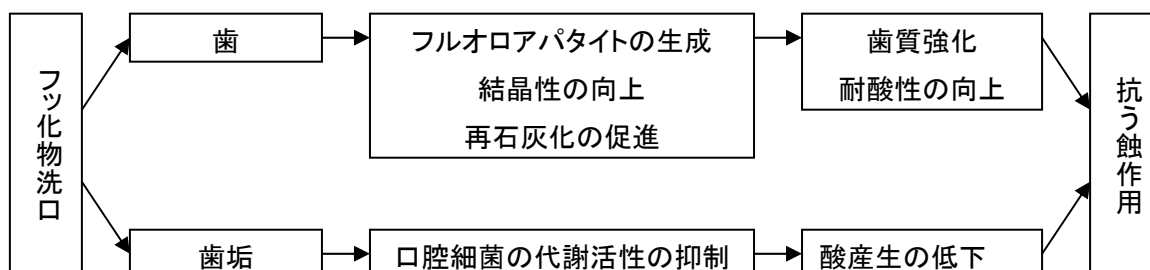 フッ化物洗口
歯
フルオロアパタイトの生成
結晶性の向上
再石灰化の促進
歯質強化
耐酸性の向上
歯垢
口腔細菌の代謝活性の抑制
酸産生の低下
抗う蝕作用